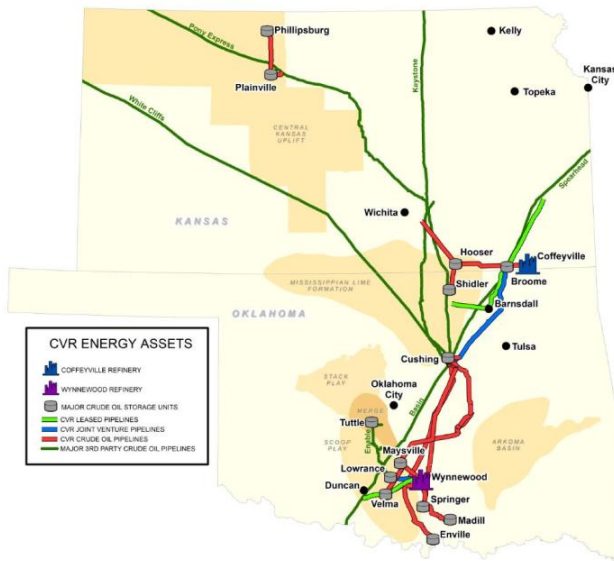 Phillipsburg
Kelly
Pony Express
Kansas
City
Plainville
Keystone
Topeka
White Cliffs
CENTRAL
KANSAS
UPLIFT
Spearhead
Wichita
KANSAS
Hooser
Coffeyville
Broome
MISSISSIPPIAN LIME
FORMATION
Shidler
Barnsdall
OKLAHOMA
CVR ENERGY ASSETS
COFFEYVILLE REFINERY
WYNNEWOOD REFINERY
MAJOR CRUDE OIL STORAGE UNITS
CVR LEASED PIPELINES
CVR JOINT VENTURE PIPELINES
CVR CRUDE OIL PIPELINES
MAJOR 3RD PARTY CRUDE OIL PIPELINES
Tulsa
Cushing
STACK
PLAY
Oklahoma
City
Basin
MERGE
Tuttle
Enable
SCOOP
PLAY
ARKOMA
BASIN
Maysville
Lowrance
Wynnewood
Duncan
Velma
Springer
Madill
Enville